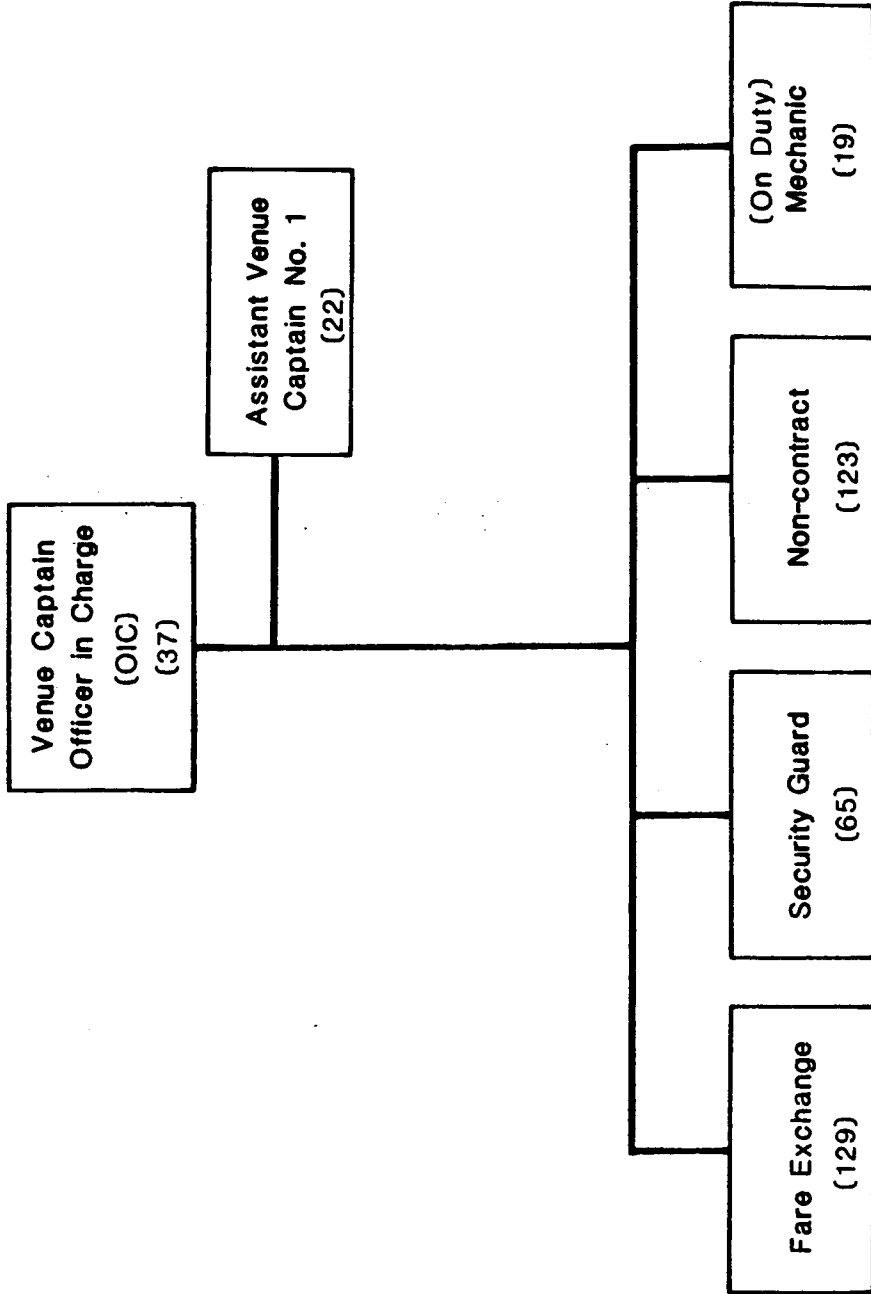 Venue Captain
Officer in Charge
(OIC)
(37)
Assistant Venue
Captain No. 1
(22)
Fare Exchange
(129)
Security Guard
(65)
Non-contract
(123)
(On Duty)
Mechanic
(19)